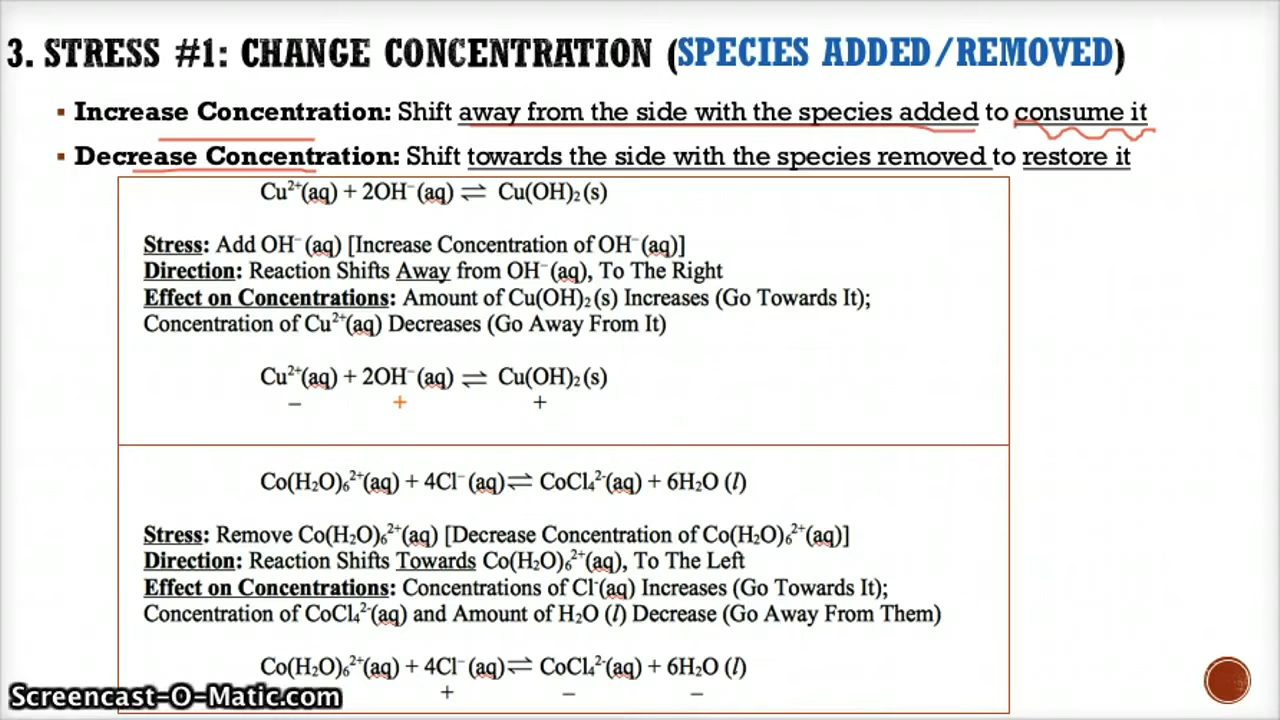 3. STRESS #1: CHANGE CONCENTRATION (SPECIES ADDED/REMOVED)
▪ Increase Concentration: Shift away from the side with the species added to consume it
▪ Decrease Concentration: Shift towards the side with the species removed to restore it
Cu²⁺(aq) + 2OH⁻(aq) ⇌ Cu(OH)₂(s)
Stress: Add OH⁻(aq) [Increase Concentration of OH⁻(aq)]
Direction: Reaction Shifts Away from OH⁻(aq), To The Right
Effect on Concentrations: Amount of Cu(OH)₂(s) Increases (Go Towards It);
Concentration of Cu²⁺(aq) Decreases (Go Away From It)
Cu²⁺(aq) + 2OH⁻(aq) ⇌ Cu(OH)₂(s)
− + +
Co(H₂O)₆²⁺(aq) + 4Cl⁻(aq)⇌ CoCl₄²⁻(aq) + 6H₂O (l)
Stress: Remove Co(H₂O)₆²⁺(aq) [Decrease Concentration of Co(H₂O)₆²⁺(aq)]
Direction: Reaction Shifts Towards Co(H₂O)₆²⁺(aq), To The Left
Effect on Concentrations: Concentrations of Cl⁻(aq) Increases (Go Towards It);
Concentration of CoCl₄²⁻(aq) and Amount of H₂O (l) Decrease (Go Away From Them)
Co(H₂O)₆²⁺(aq) + 4Cl⁻(aq)⇌ CoCl₄²⁻(aq) + 6H₂O (l)
+ − −
Screencast-O-Matic.com